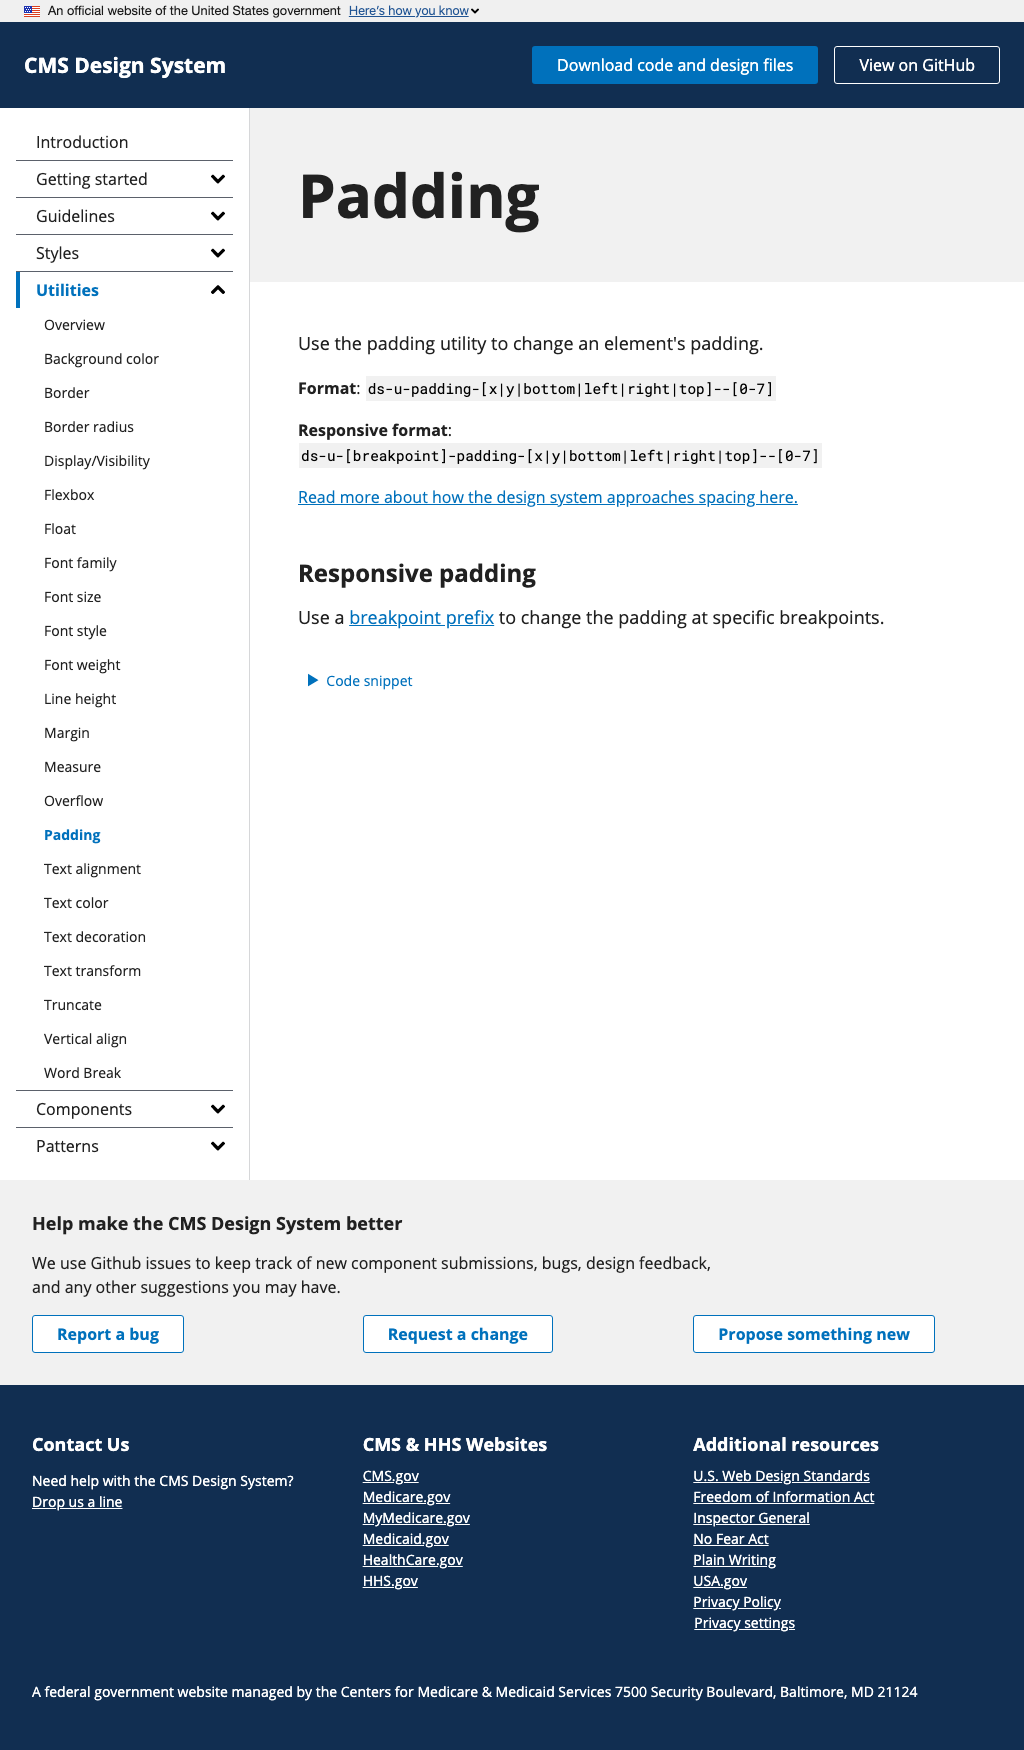 An official website of the United States government Here's how you know
CMS Design System
Download code and design files
View on GitHub
Introduction
Getting started
Guidelines
Styles
Utilities
Overview
Background color
Border
Border radius
Display/Visibility
Flexbox
Float
Font family
Font size
Font style
Font weight
Line height
Margin
Measure
Overflow
Padding
Text alignment
Text color
Text decoration
Text transform
Truncate
Vertical align
Word Break
Components
Patterns
Padding
Use the padding utility to change an element's padding.
Format: ds-u-padding-[x|y|bottom|left|right|top]--[0-7]
Responsive format:
ds-u-[breakpoint]-padding-[x|y|bottom|left|right|top]--[0-7]
Read more about how the design system approaches spacing here.
Responsive padding
Use a breakpoint prefix to change the padding at specific breakpoints.
Code snippet
Help make the CMS Design System better
We use Github issues to keep track of new component submissions, bugs, design feedback,
and any other suggestions you may have.
Report a bug
Request a change
Propose something new
Contact Us
Need help with the CMS Design System?
Drop us a line
CMS & HHS Websites
CMS.gov
Medicare.gov
MyMedicare.gov
Medicaid.gov
HealthCare.gov
HHS.gov
Additional resources
U.S. Web Design Standards
Freedom of Information Act
Inspector General
No Fear Act
Plain Writing
USA.gov
Privacy Policy
Privacy settings
A federal government website managed by the Centers for Medicare & Medicaid Services 7500 Security Boulevard, Baltimore, MD 21124